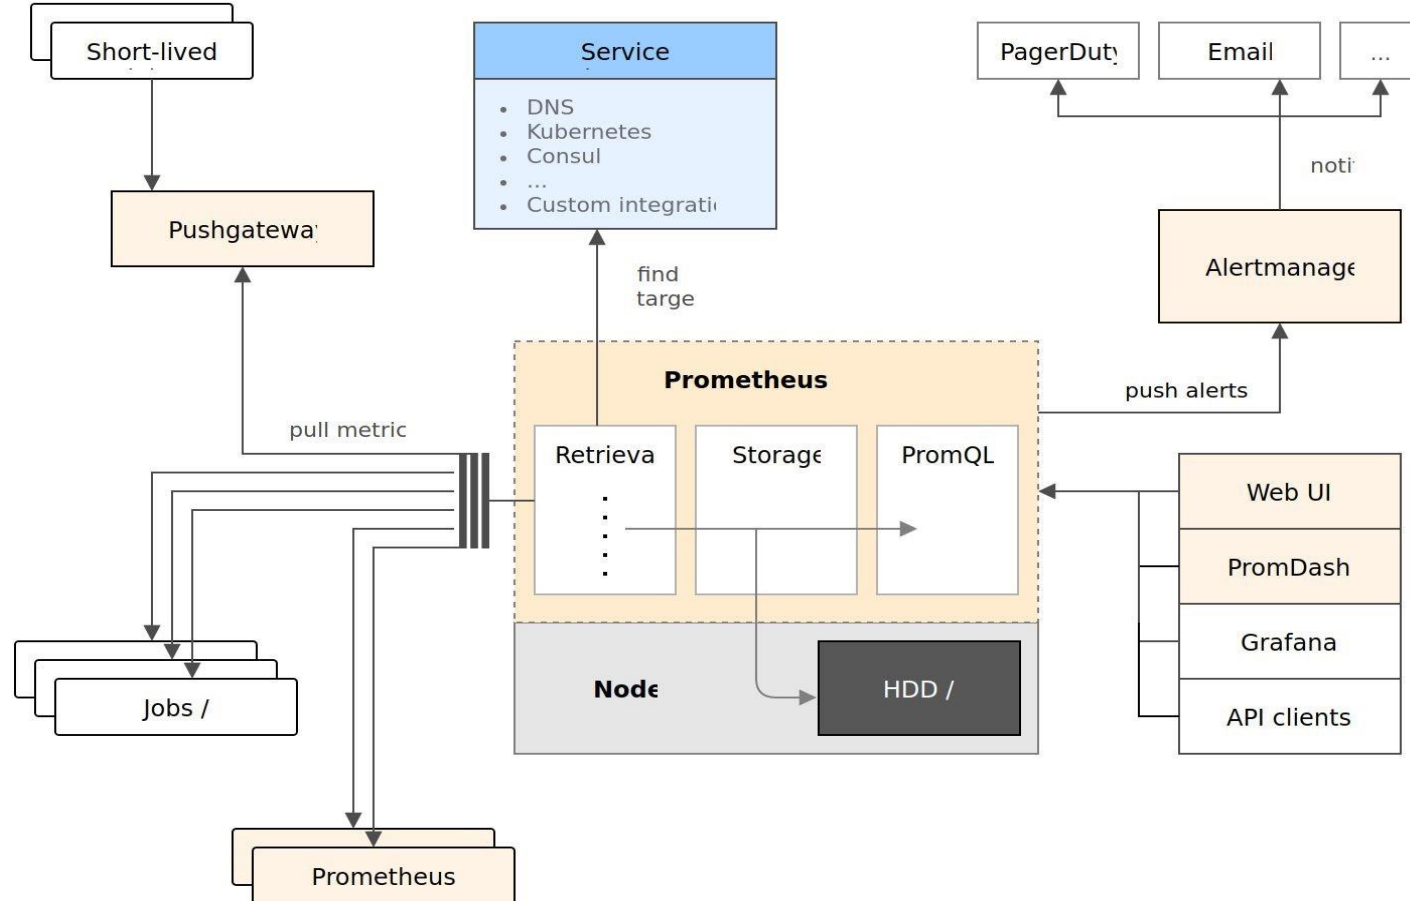 Short-lived
Service
PagerDuty
Email
...
DNS
Kubernetes
Consul
...
Custom integrati
noti
Pushgateway
Alertmanage
find
targe
Prometheus
push alerts
pull metric
Retrieva
Storage
PromQL
Web UI
PromDash
Grafana
API clients
Node
HDD /
Jobs /
Prometheus